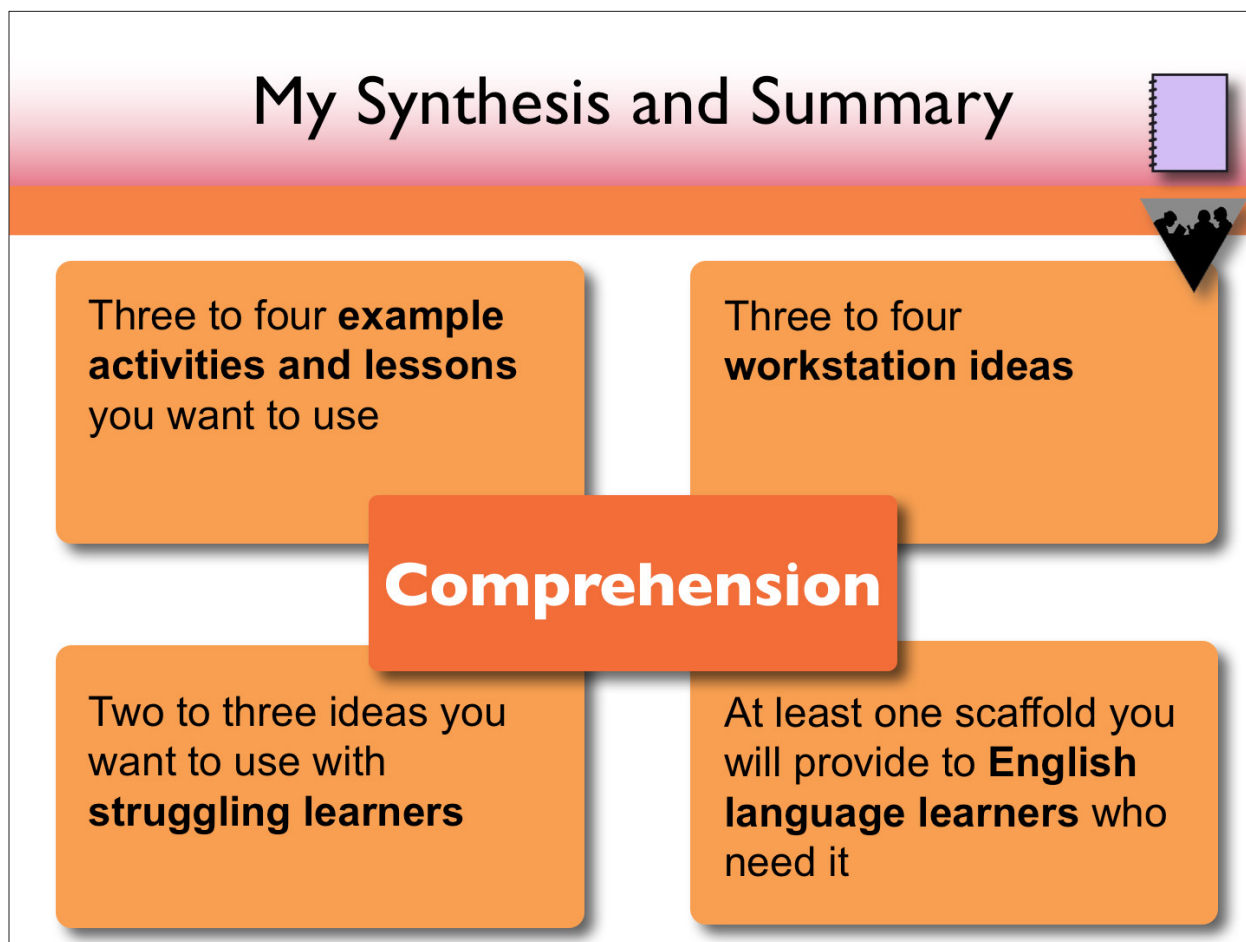 My Synthesis and Summary
Three to four example
activities and lessons
you want to use
Three to four
workstation ideas
Comprehension
Two to three ideas you
want to use with
struggling learners
At least one scaffold you
will provide to English
language learners who
need it